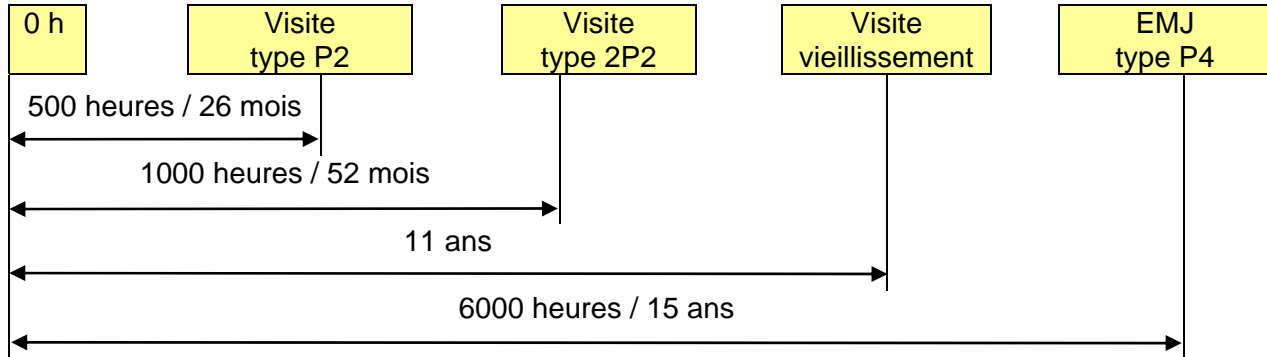 0 h
Visite
type P2
Visite
type 2P2
Visite
vieillissement
EMJ
type P4
500 heures / 26 mois
1000 heures / 52 mois
11 ans
6000 heures / 15 ans